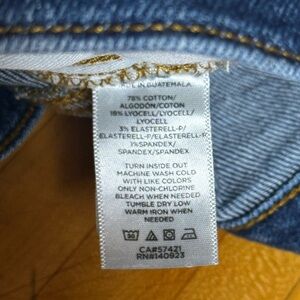 MADE IN GUATEMALA
78% COTTON/
ALGODÓN/COTON
18% LYOCELL/LYOCELL/
LYOCELL
3% ELASTERELL-P/
ELASTERELL-P/ELASTERELL-P
1% SPANDEX/
SPANDEX/SPANDEX
TURN INSIDE OUT
MACHINE WASH COLD
WITH LIKE COLORS
ONLY NON-CHLORINE
BLEACH WHEN NEEDED
TUMBLE DRY LOW
WARM IRON WHEN
NEEDED
30
CA#57421
RN#140923